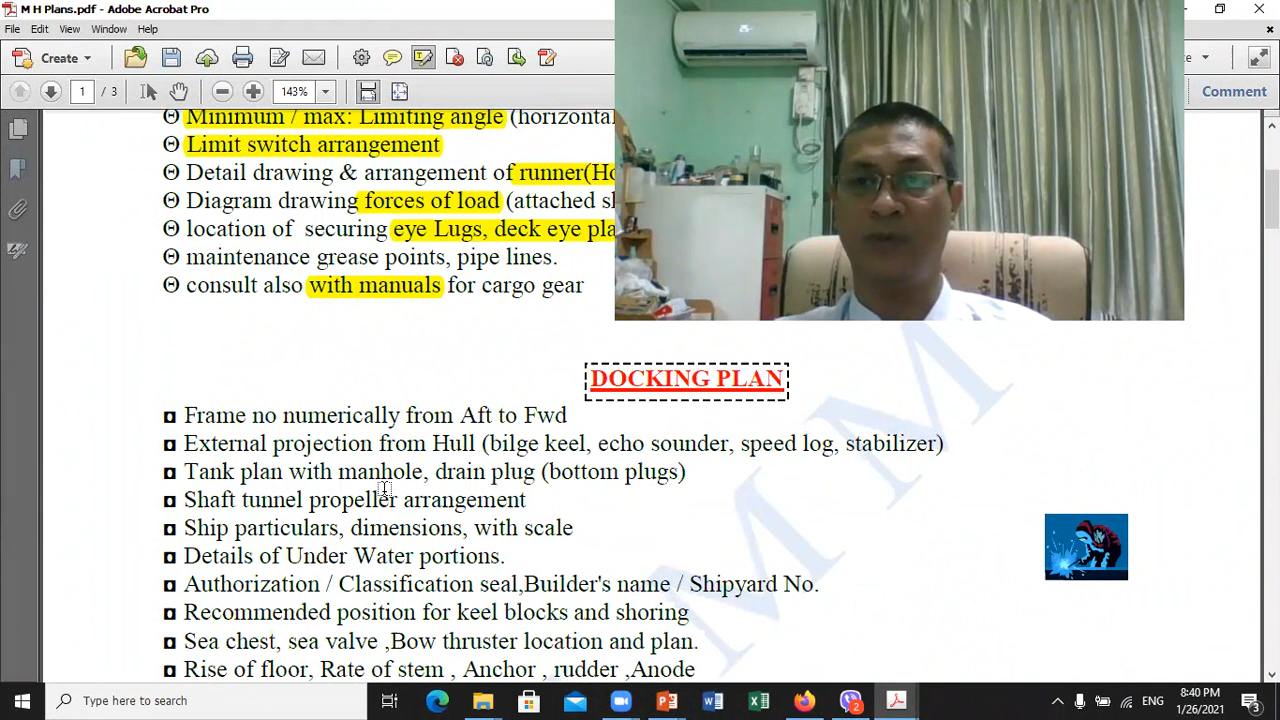 M H Plans.pdf - Adobe Acrobat Pro
File Edit View Window Help
Create
1 / 3 143% Comment
Θ Minimum / max: Limiting angle (horizontal
Θ Limit switch arrangement
Θ Detail drawing & arrangement of runner(Ho
Θ Diagram drawing forces of load (attached sl
Θ location of securing eye Lugs, deck eye pla
Θ maintenance grease points, pipe lines.
Θ consult also with manuals for cargo gear
DOCKING PLAN
Frame no numerically from Aft to Fwd
External projection from Hull (bilge keel, echo sounder, speed log, stabilizer)
Tank plan with manhole, drain plug (bottom plugs)
Shaft tunnel propeller arrangement
Ship particulars, dimensions, with scale
Details of Under Water portions.
Authorization / Classification seal,Builder's name / Shipyard No.
Recommended position for keel blocks and shoring
Sea chest, sea valve ,Bow thruster location and plan.
Rise of floor, Rate of stem , Anchor , rudder ,Anode
M M
Type here to search
2
ENG
8:40 PM
1/26/2021
3